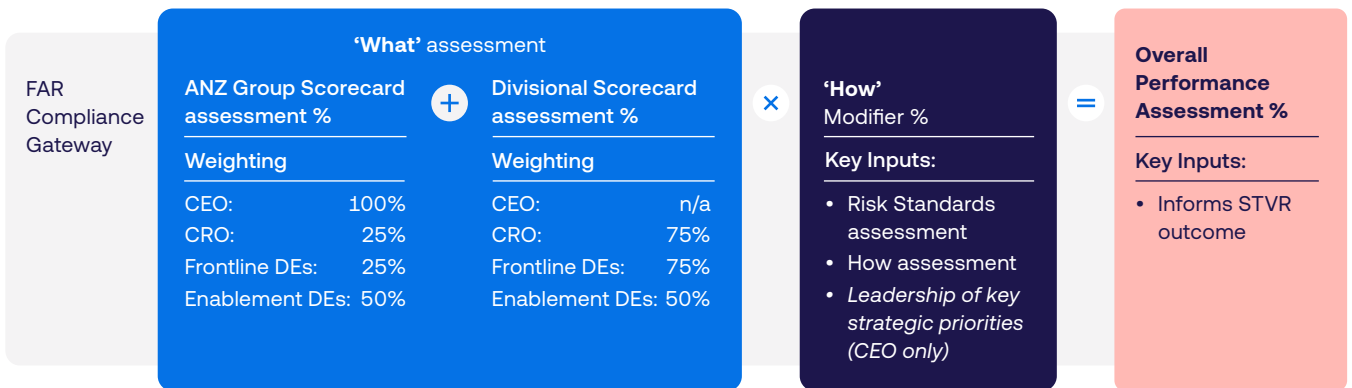 FAR
Compliance
Gateway
‘What’ assessment
ANZ Group Scorecard
assessment %
Weighting
CEO: 100%
CRO: 25%
Frontline DEs: 25%
Enablement DEs: 50%
+
Divisional Scorecard
assessment %
Weighting
CEO: n/a
CRO: 75%
Frontline DEs: 75%
Enablement DEs: 50%
×
‘How’
Modifier %
Key Inputs:
• Risk Standards
assessment
• How assessment
• Leadership of key
strategic priorities
(CEO only)
=
Overall
Performance
Assessment %
Key Inputs:
• Informs STVR
outcome